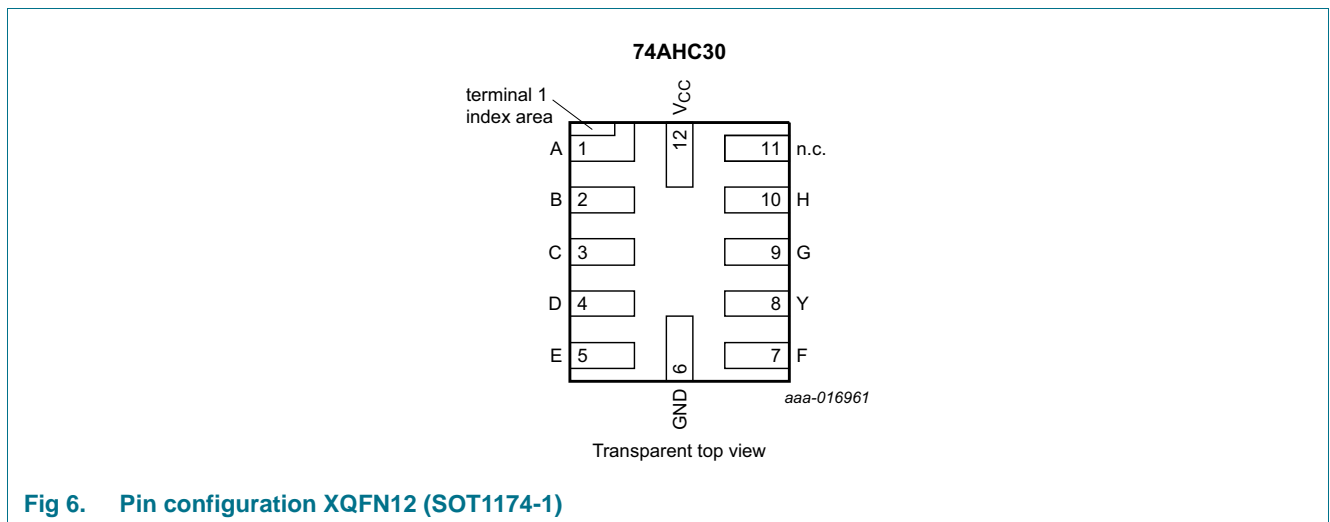 74AHC30
terminal 1
index area
VCC
12
A 1 11 n.c.
B 2 10 H
C 3 9 G
D 4 8 Y
E 5 7 F
6
GND
aaa-016961
Transparent top view
Fig 6. Pin configuration XQFN12 (SOT1174-1)